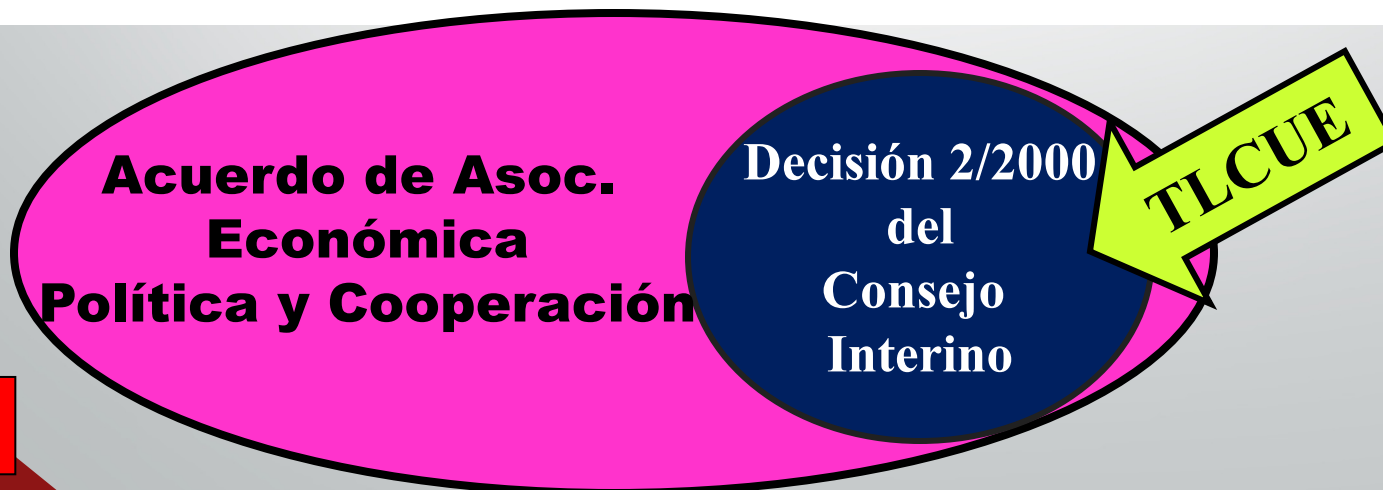 Acuerdo de Asoc.
Económica
Política y Cooperación
Decisión 2/2000
del
Consejo
Interino
TLCUE